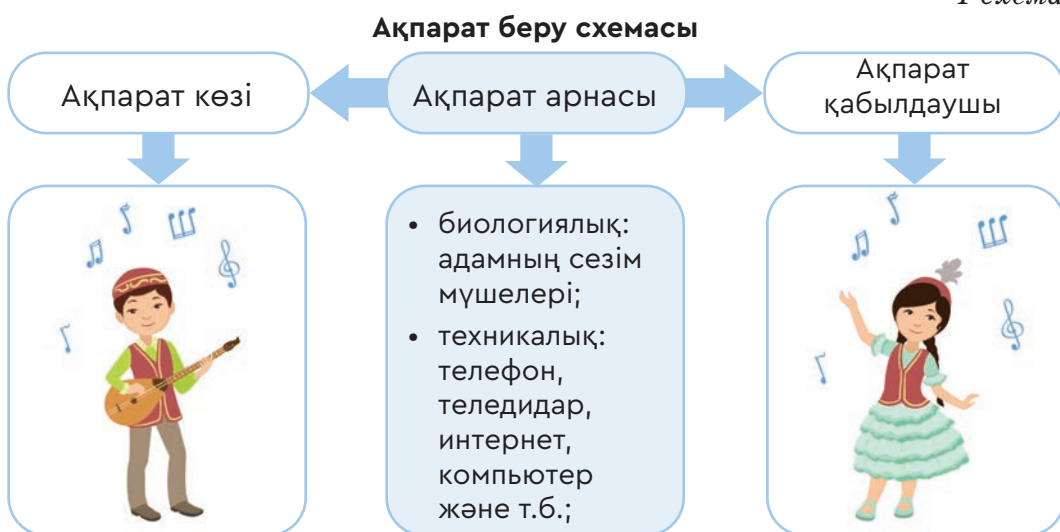 Ақпарат беру схемасы
Ақпарат көзі
Ақпарат арнасы
Ақпарат
қабылдаушы
• биологиялық:
адамның сезім
мүшелері;
• техникалық:
телефон,
теледидар,
интернет,
компьютер
және т.б.;